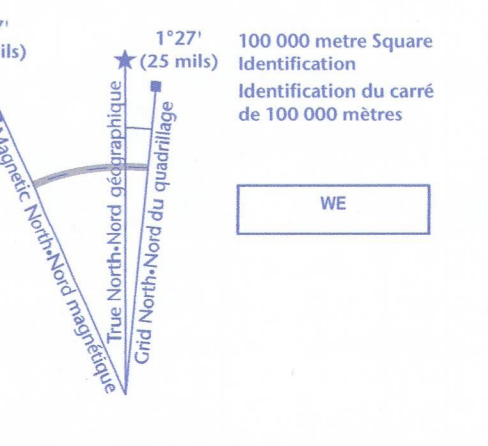 1°27'
(25 mils)
ils)
100 000 metre Square
Identification
Identification du carré
de 100 000 mètres
WE
Magnetic North•Nord magnétique
True North•Nord géographique
Grid North•Nord du quadrillage